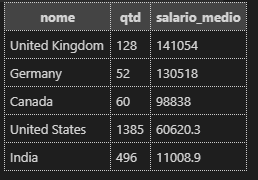 nome qtd salario_medio
United Kingdom 128 141054
Germany 52 130518
Canada 60 98838
United States 1385 60620.3
India 496 11008.9